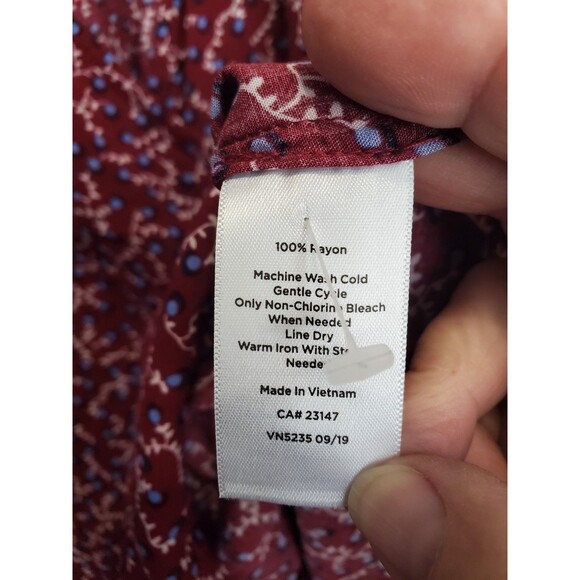 100% Rayon
Machine Wash Cold
Gentle Cycle
Only Non-Chlorine Bleach
When Needed
Line Dry
Warm Iron With
Made In Vietnam
CA# 23147
VN5235 09/19